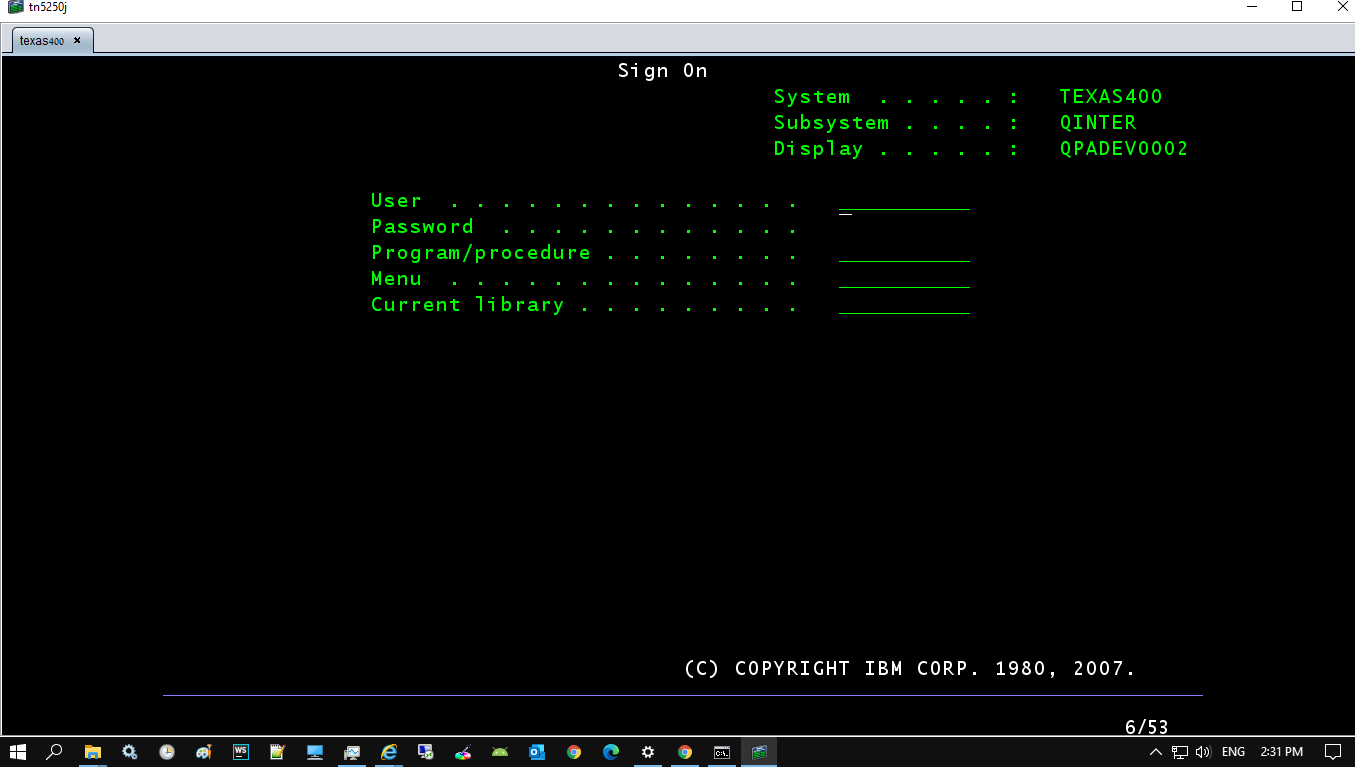 tn5250j
texas400 ×
Sign On
System . . . . . : TEXAS400
Subsystem . . . . : QINTER
Display . . . . . : QPADEV0002
User . . . . . . . . . . . . . .
Password . . . . . . . . . . . .
Program/procedure . . . . . . . .
Menu . . . . . . . . . . . . . .
Current library . . . . . . . . .
(C) COPYRIGHT IBM CORP. 1980, 2007.
6/53
WS
C:\.
ENG 2:31 PM